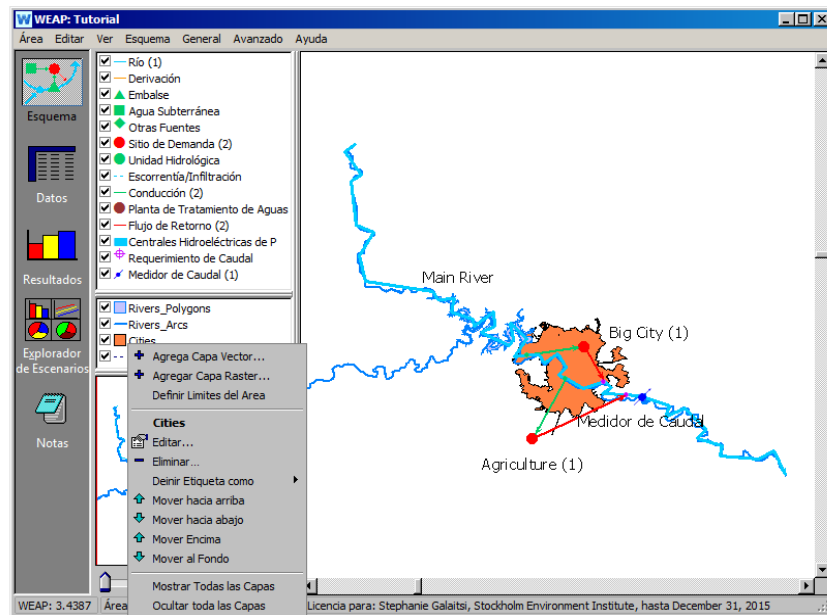 WEAP: Tutorial
Área Editar Ver Esquema General Avanzado Ayuda
Esquema
Datos
Resultados
Explorador de Escenarios
Notas
Río (1)
Derivación
Embalse
Agua Subterránea
Otras Fuentes
Sitio de Demanda (2)
Unidad Hidrológica
Escorrentía/Infiltración
Conducción (2)
Planta de Tratamiento de Aguas
Flujo de Retorno (2)
Centrales Hidroeléctricas de P
Requerimiento de Caudal
Medidor de Caudal (1)
Rivers_Polygons
Rivers_Arcs
Cities
Agrega Capa Vector...
Agregar Capa Raster...
Definir Limites del Area
Cities
Editar...
Eliminar...
Deinir Etiqueta como
Mover hacia arriba
Mover hacia abajo
Mover Encima
Mover al Fondo
Mostrar Todas las Capas
Ocultar toda las Capas
Main River
Big City (1)
Medidor de Caudal
Agriculture (1)
WEAP: 3.4387
Área
Licencia para: Stephanie Galaitsi, Stockholm Environment Institute, hasta December 31, 2015